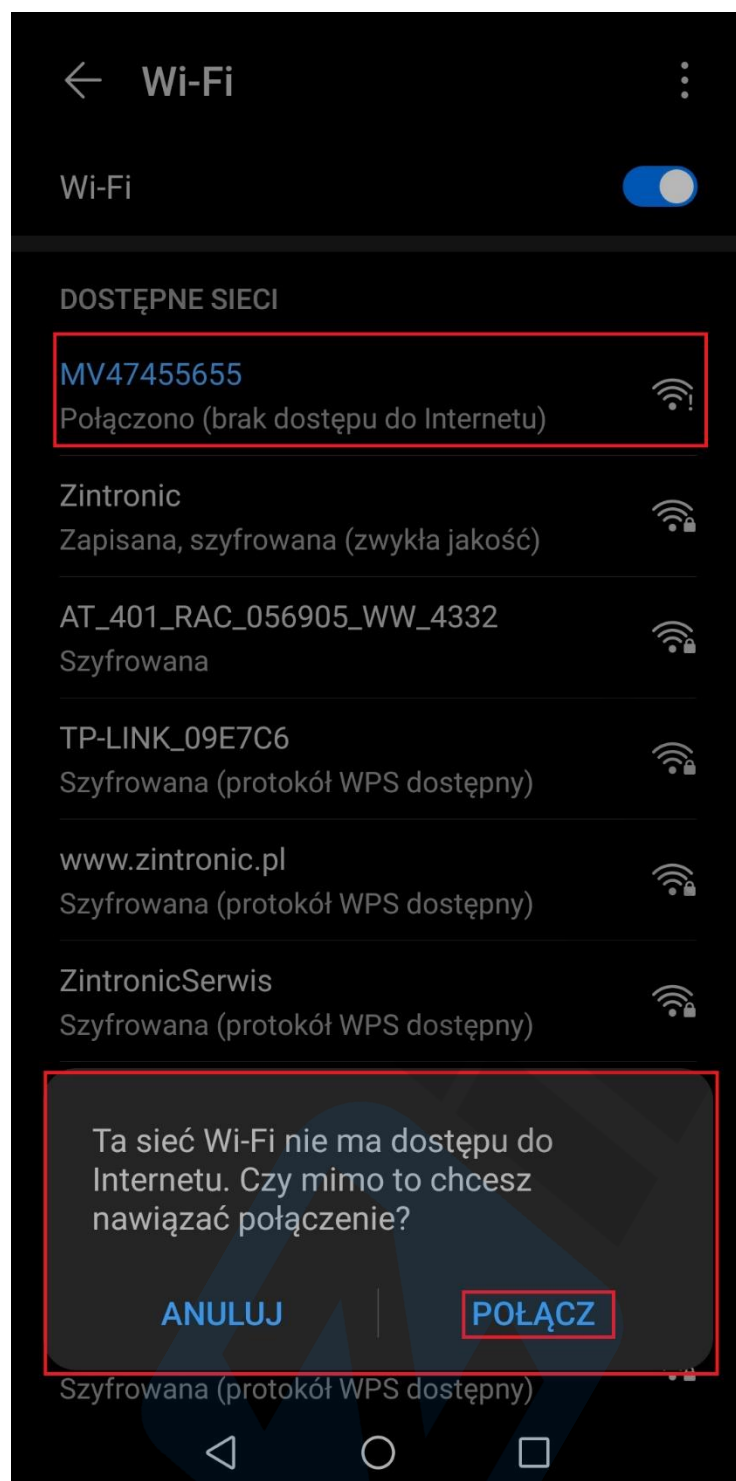 Wi-Fi
Wi-Fi
DOSTĘPNE SIECI
MV47455655
Połączono (brak dostępu do Internetu)
Zintronic
Zapisana, szyfrowana (zwykła jakość)
AT_401_RAC_056905_WW_4332
Szyfrowana
TP-LINK_09E7C6
Szyfrowana (protokół WPS dostępny)
www.zintronic.pl
Szyfrowana (protokół WPS dostępny)
ZintronicSerwis
Szyfrowana (protokół WPS dostępny)
Ta sieć Wi-Fi nie ma dostępu do
Internetu. Czy mimo to chcesz
nawiązać połączenie?
ANULUJ POŁĄCZ
Szyfrowana (protokół WPS dostępny)